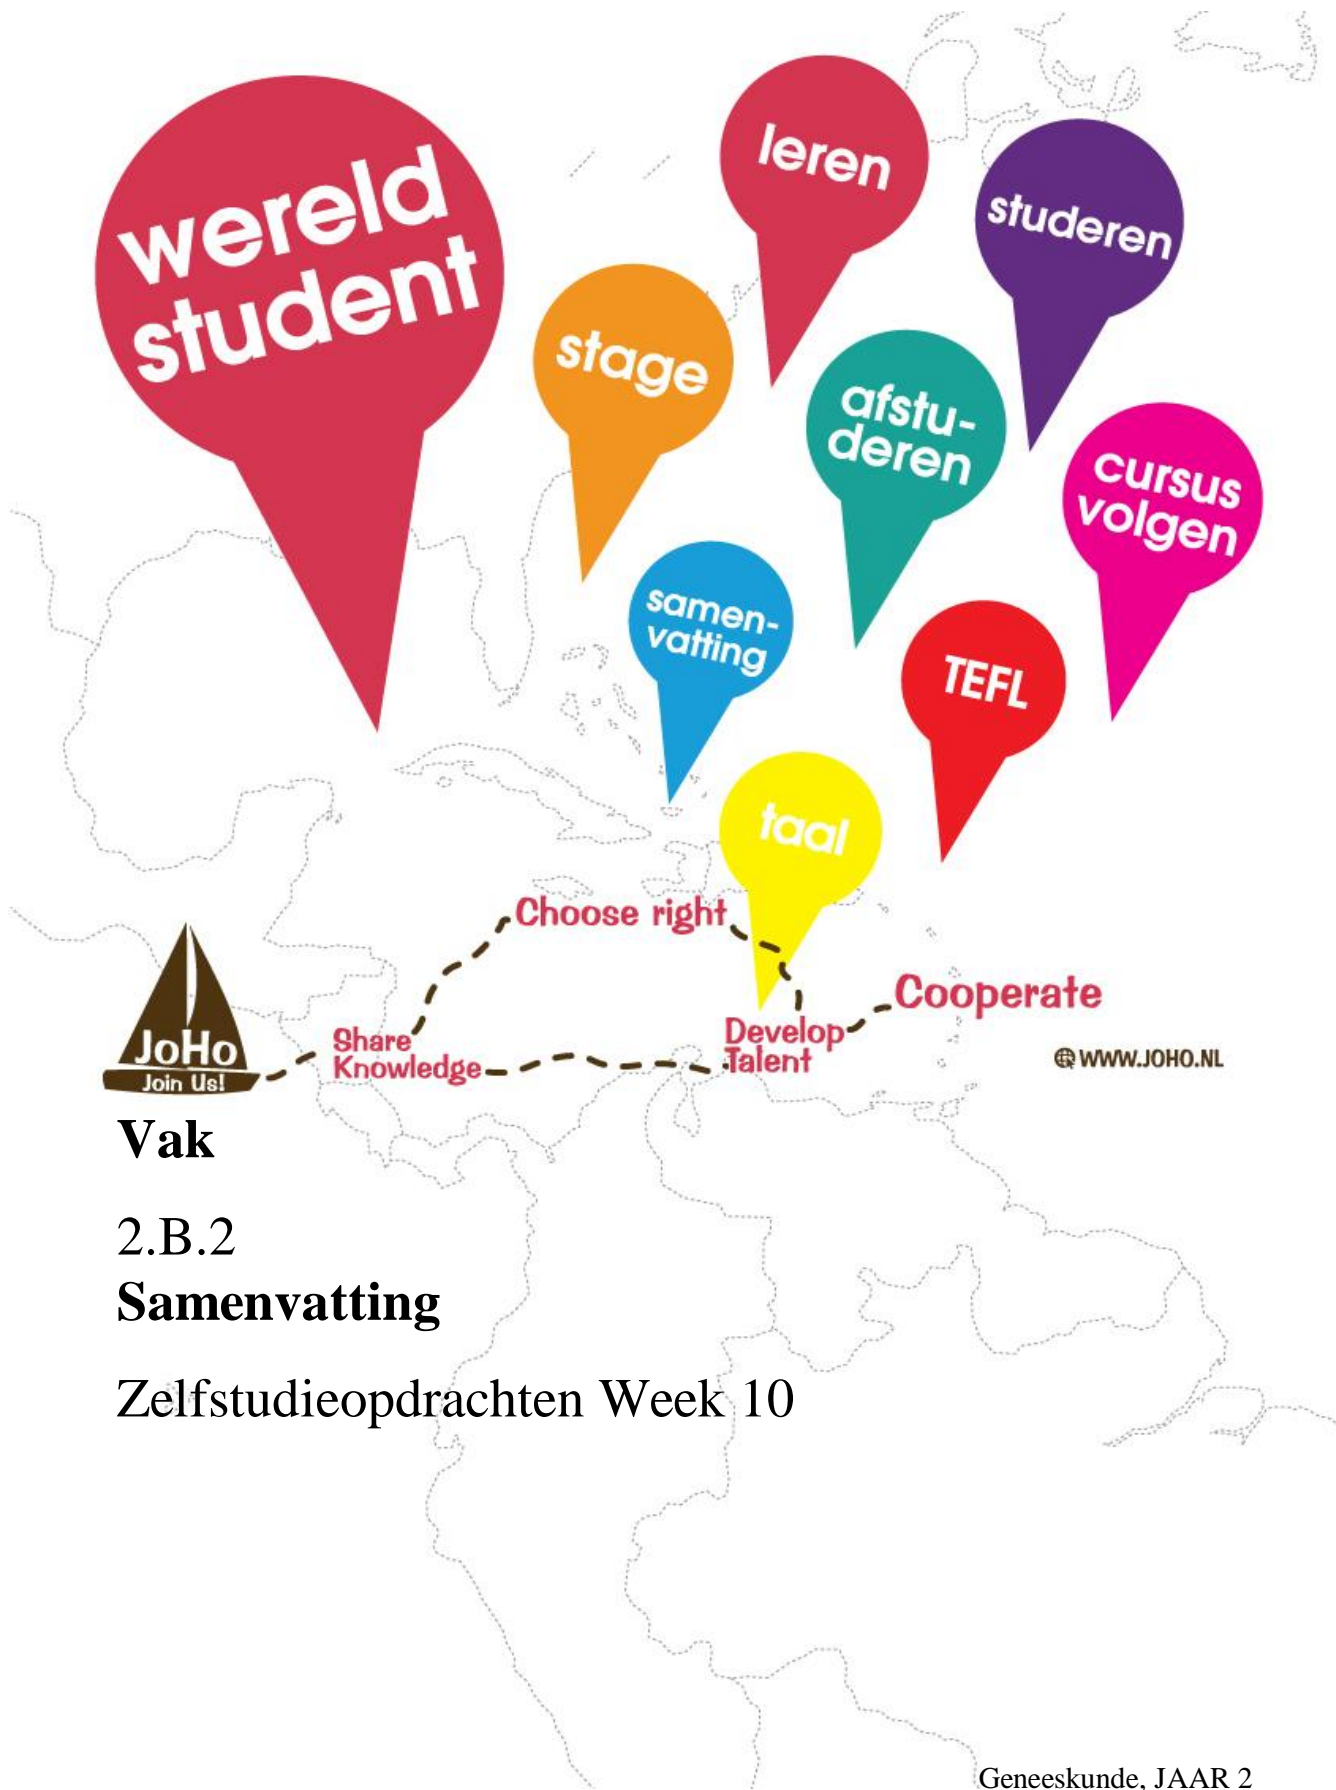 wereld
student
leren
studeren
stage
afstu-
deren
cursus
volgen
samen-
vatting
TEFL
taal
Choose right
Cooperate
JoHo
Join Us!
Share
Knowledge
Develop
Talent
WWW.JOHO.NL
Vak
2.B.2
Samenvatting
Zelfstudieopdrachten Week 10
Geneeskunde, JAAR 2